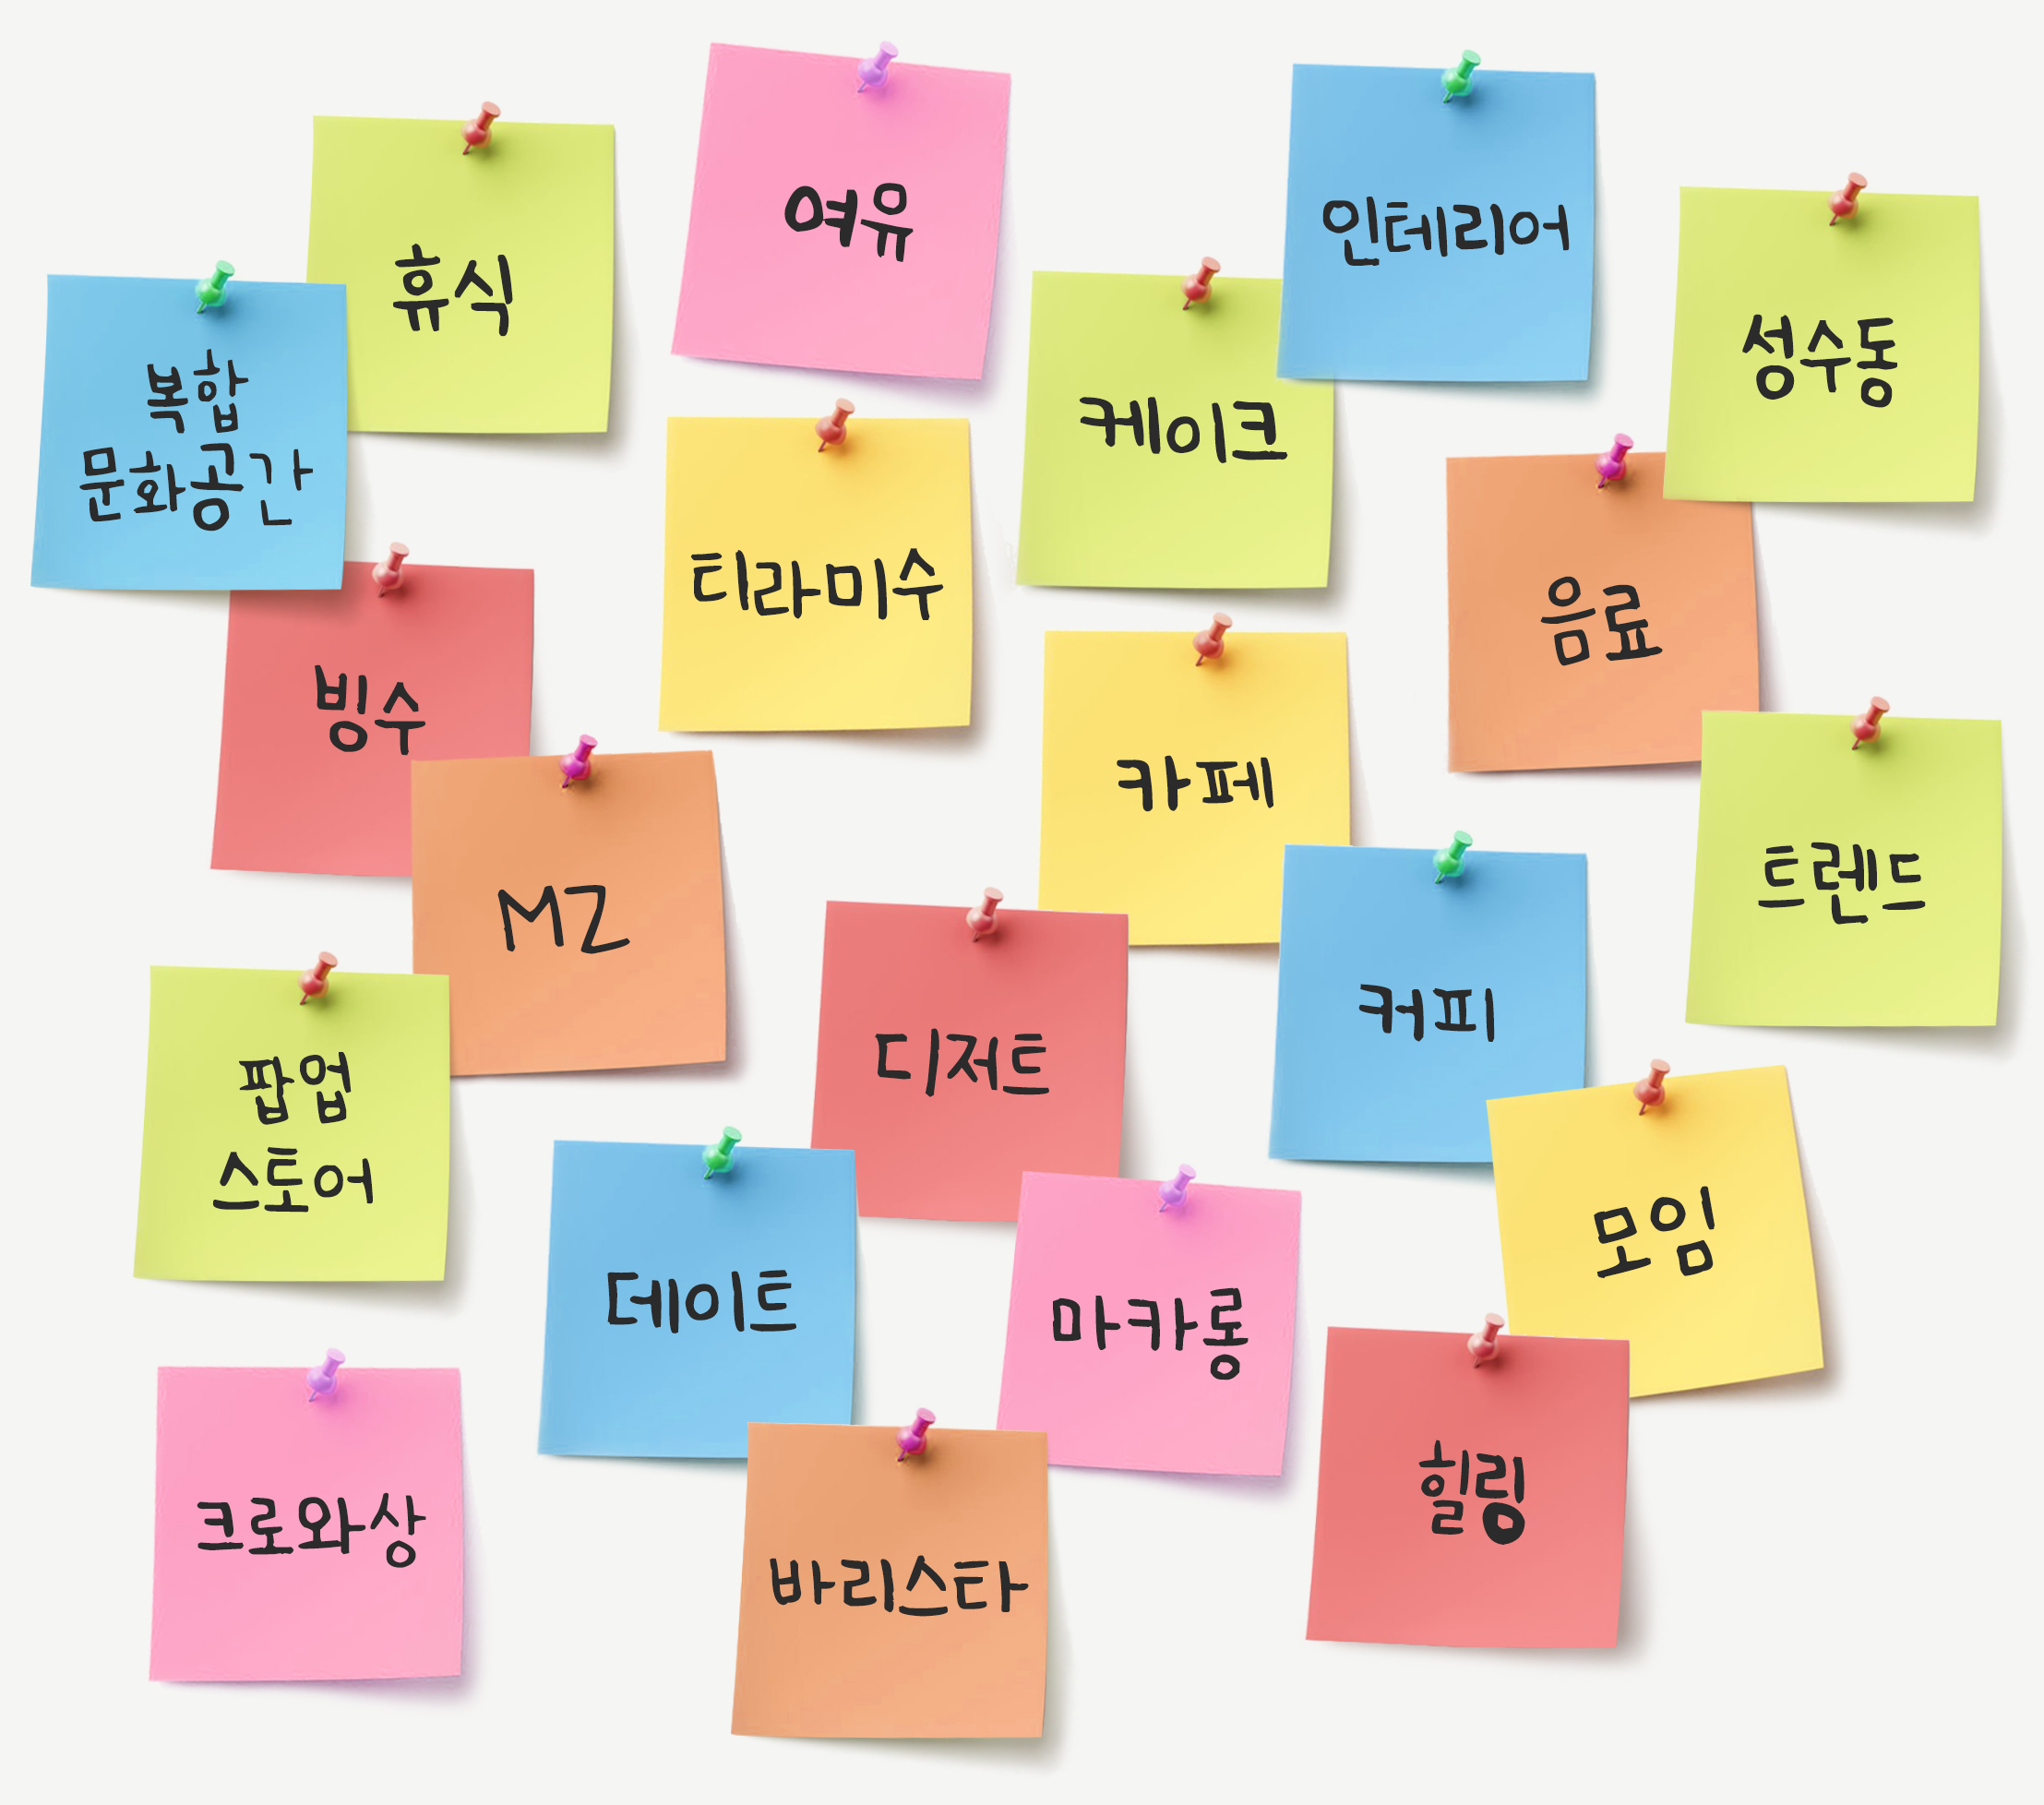 여유
인테리어
휴식
성수동
복합
문화공간
케이크
티라미수
음료
빙수
카페
트렌드
MZ
커피
디저트
팝업
스토어
모임
데이트
마카롱
힐링
크로와상
바리스타